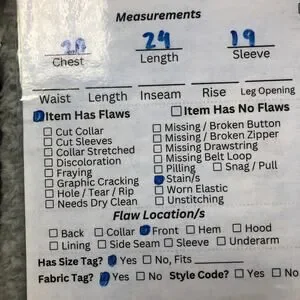 Measurements
20 24 19
Chest Length Sleeve
Waist Length Inseam Rise Leg Opening
Item Has Flaws Item Has No Flaws
Cut Collar Missing / Broken Button
Cut Sleeves Missing / Broken Zipper
Collar Stretched Missing Drawstring
Discoloration Missing Belt Loop
Fraying Pilling Snag / Pull
Graphic Cracking Stain/s
Hole / Tear / Rip Worn Elastic
Needs Dry Clean Unstitching
Flaw Location/s
Back Collar Front Hem Hood
Lining Side Seam Sleeve Underarm
Has Size Tag? Yes No, Fits
Fabric Tag? Yes No Style Code? Yes No